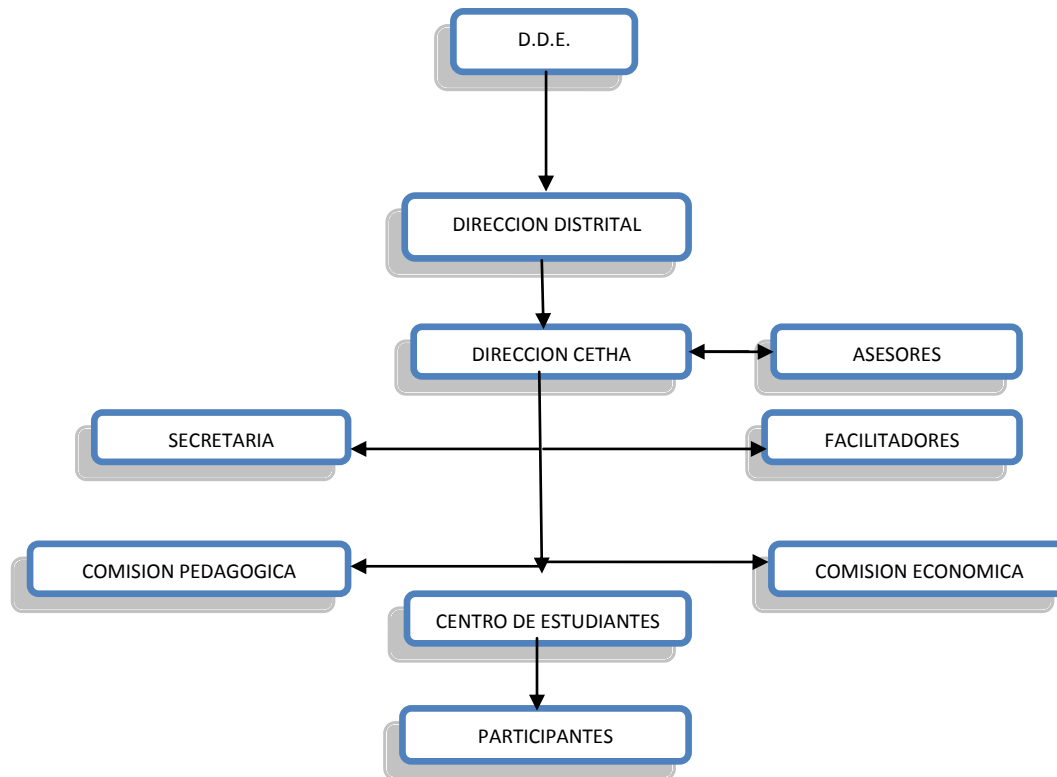 D.D.E.
DIRECCION DISTRITAL
DIRECCION CETHA
ASESORES
SECRETARIA
FACILITADORES
COMISION PEDAGOGICA
COMISION ECONOMICA
CENTRO DE ESTUDIANTES
PARTICIPANTES